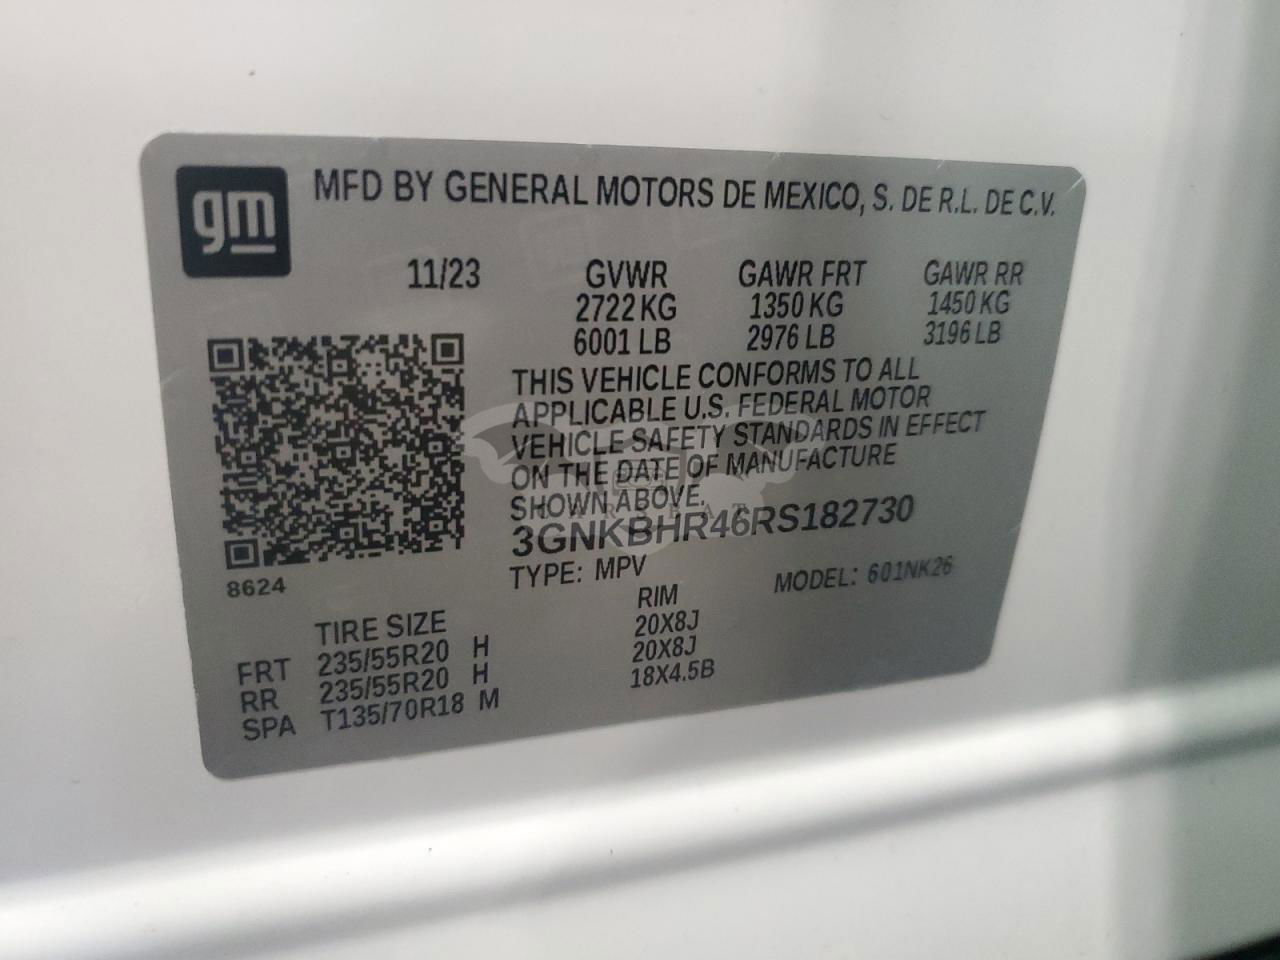 gm
MFD BY GENERAL MOTORS DE MEXICO, S. DE R.L. DE C.V.
11/23 GVWR GAWR FRT GAWR RR
2722 KG 1350 KG 1450 KG
6001 LB 2976 LB 3196 LB
THIS VEHICLE CONFORMS TO ALL
APPLICABLE U.S. FEDERAL MOTOR
VEHICLE SAFETY STANDARDS IN EFFECT
ON THE DATE OF MANUFACTURE
SHOWN ABOVE.
3GNKBHR46RS182730
8624
TYPE: MPV MODEL: 601NK26
TIRE SIZE RIM
FRT 235/55R20 H 20X8J
RR 235/55R20 H 20X8J
SPA T135/70R18 M 18X4.5B